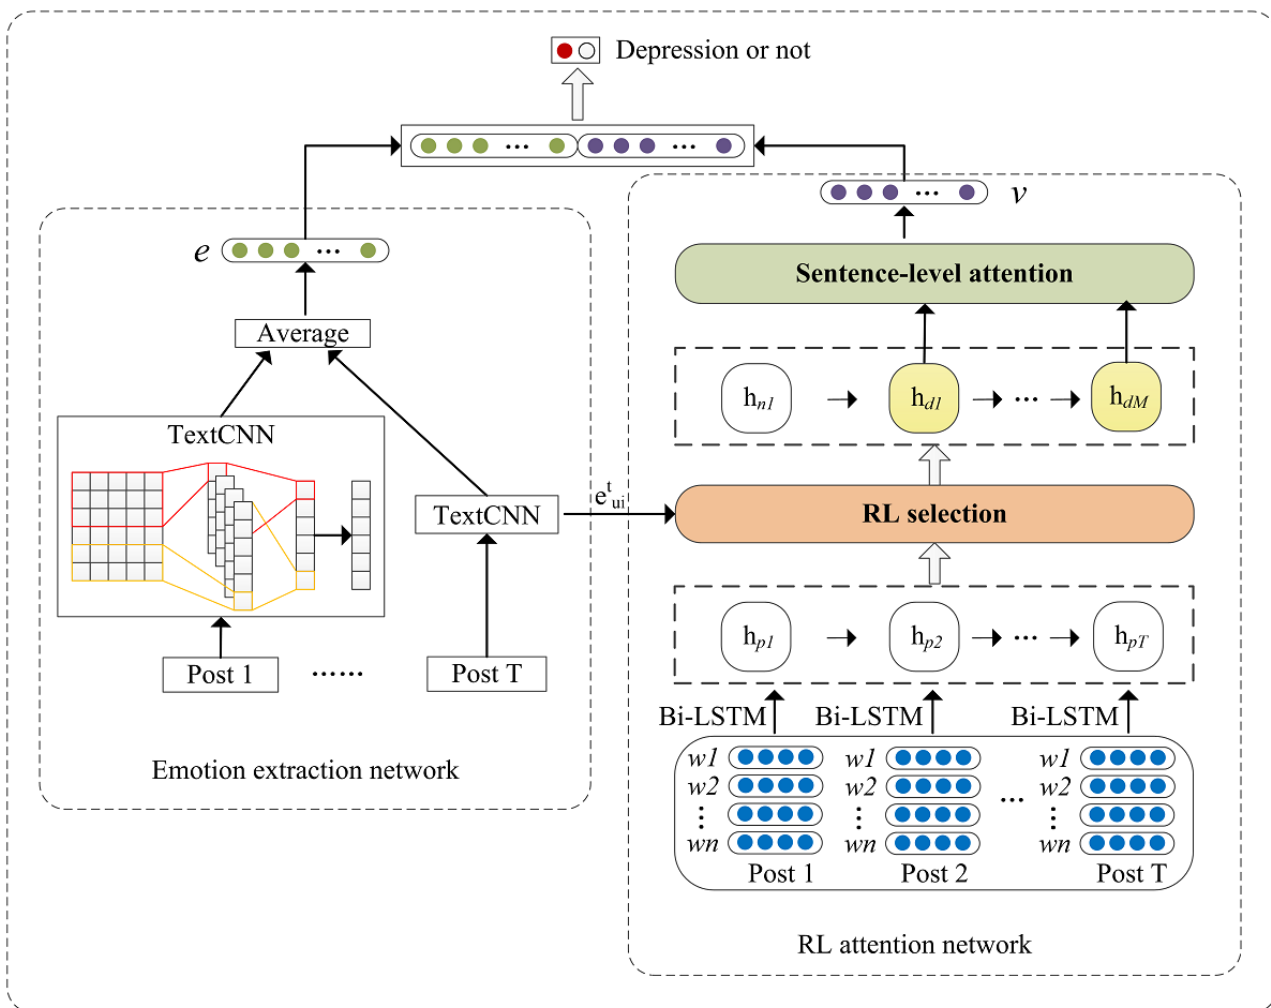 Depression or not
e
Average
TextCNN
TextCNN
Post 1
......
Post T
Emotion extraction network
e^t_ui
v
Sentence-level attention
h_n1 h_d1 ... h_dM
RL selection
h_p1 h_p2 ... h_pT
Bi-LSTM Bi-LSTM Bi-LSTM
w1 w1 w1
w2 w2 ... w2
⋮ ⋮ ⋮
wn wn wn
Post 1 Post 2 Post T
RL attention network